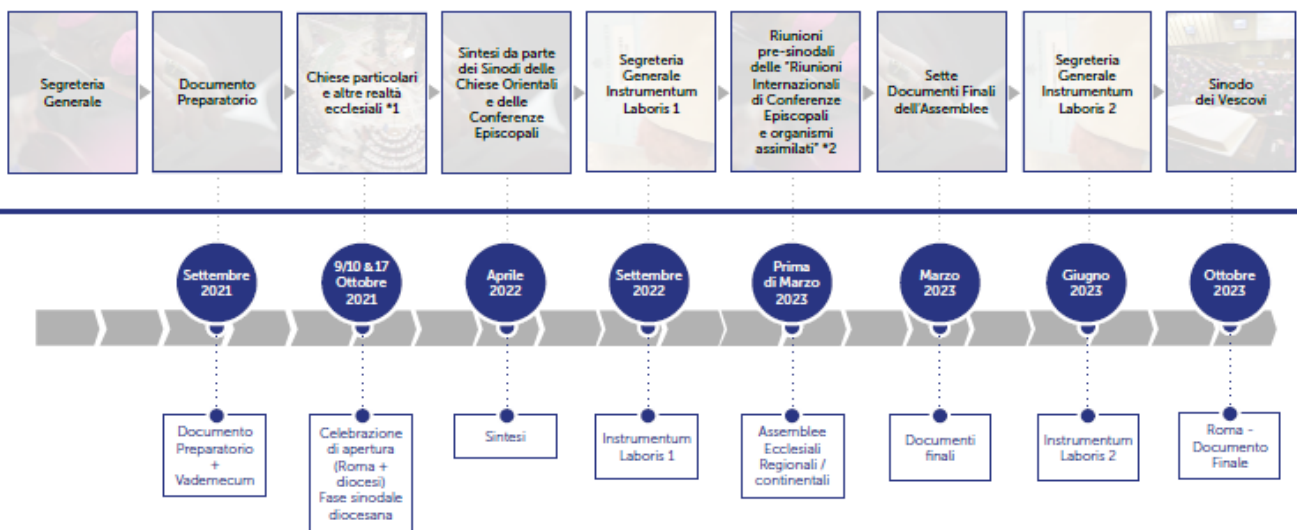 Segreteria
Generale
Documento
Preparatorio
Chiese particolari
e altre realtà
ecclesiali *1
Sintesi da parte
dei Sinodi delle
Chiese Orientali
e delle
Conferenze
Episcopali
Segreteria
Generale
Instrumentum
Laboris 1
Riunioni
pre-sinodali
delle "Riunioni
Internazionali
di Conferenze
Episcopali
e organismi
assimilati" *2
Sette
Documenti Finali
dell'Assemblee
Segreteria
Generale
Instrumentum
Laboris 2
Sinodo
dei Vescovi
Settembre
2021
9/10 &17
Ottobre
2021
Aprile
2022
Settembre
2022
Prima
di Marzo
2023
Marzo
2023
Giugno
2023
Ottobre
2023
Documento
Preparatorio
+
Vademecum
Celebrazione
di apertura
(Roma +
diocesi)
Fase sinodale
diocesana
Sintesi
Instrumentum
Laboris 1
Assemblee
Ecclesiali
Regionali /
continentali
Documenti
finali
Instrumentum
Laboris 2
Roma -
Documento
Finale